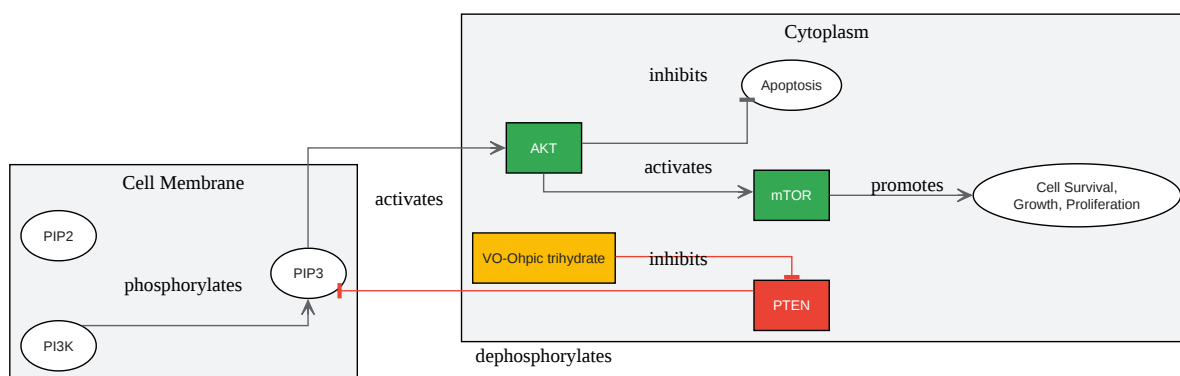 Cytoplasm
inhibits
Apoptosis
AKT
activates
mTOR
promotes
Cell Survival,
Growth, Proliferation
Cell Membrane
activates
PIP2
VO-Ohpic trihydrate
inhibits
PIP3
phosphorylates
PTEN
PI3K
dephosphorylates